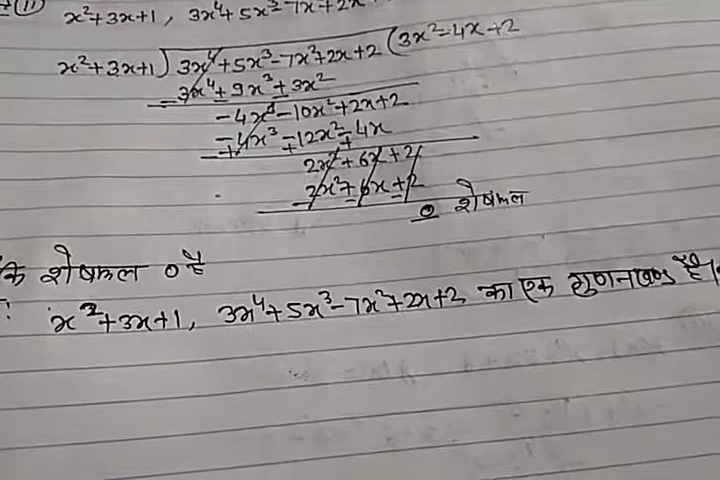 (ii) x²+3x+1, 3x⁴+5x³-7x²+2x
x²+3x+1) 3x⁴+5x³-7x²+2x+2 (3x²-4x+2
3x⁴+9x³+3x²
-4x³-10x²+2x+2
-4x³-12x²-4x
2x²+6x+2
2x²+6x+2
0 शेषफल
कि शेषफल 0 है
x²+3x+1, 3x⁴+5x³-7x²+2x+2 का एक गुणनखण्ड है।